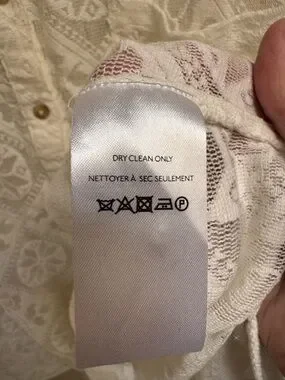 DRY CLEAN ONLY
NETTOYER À SEC SEULEMENT
P